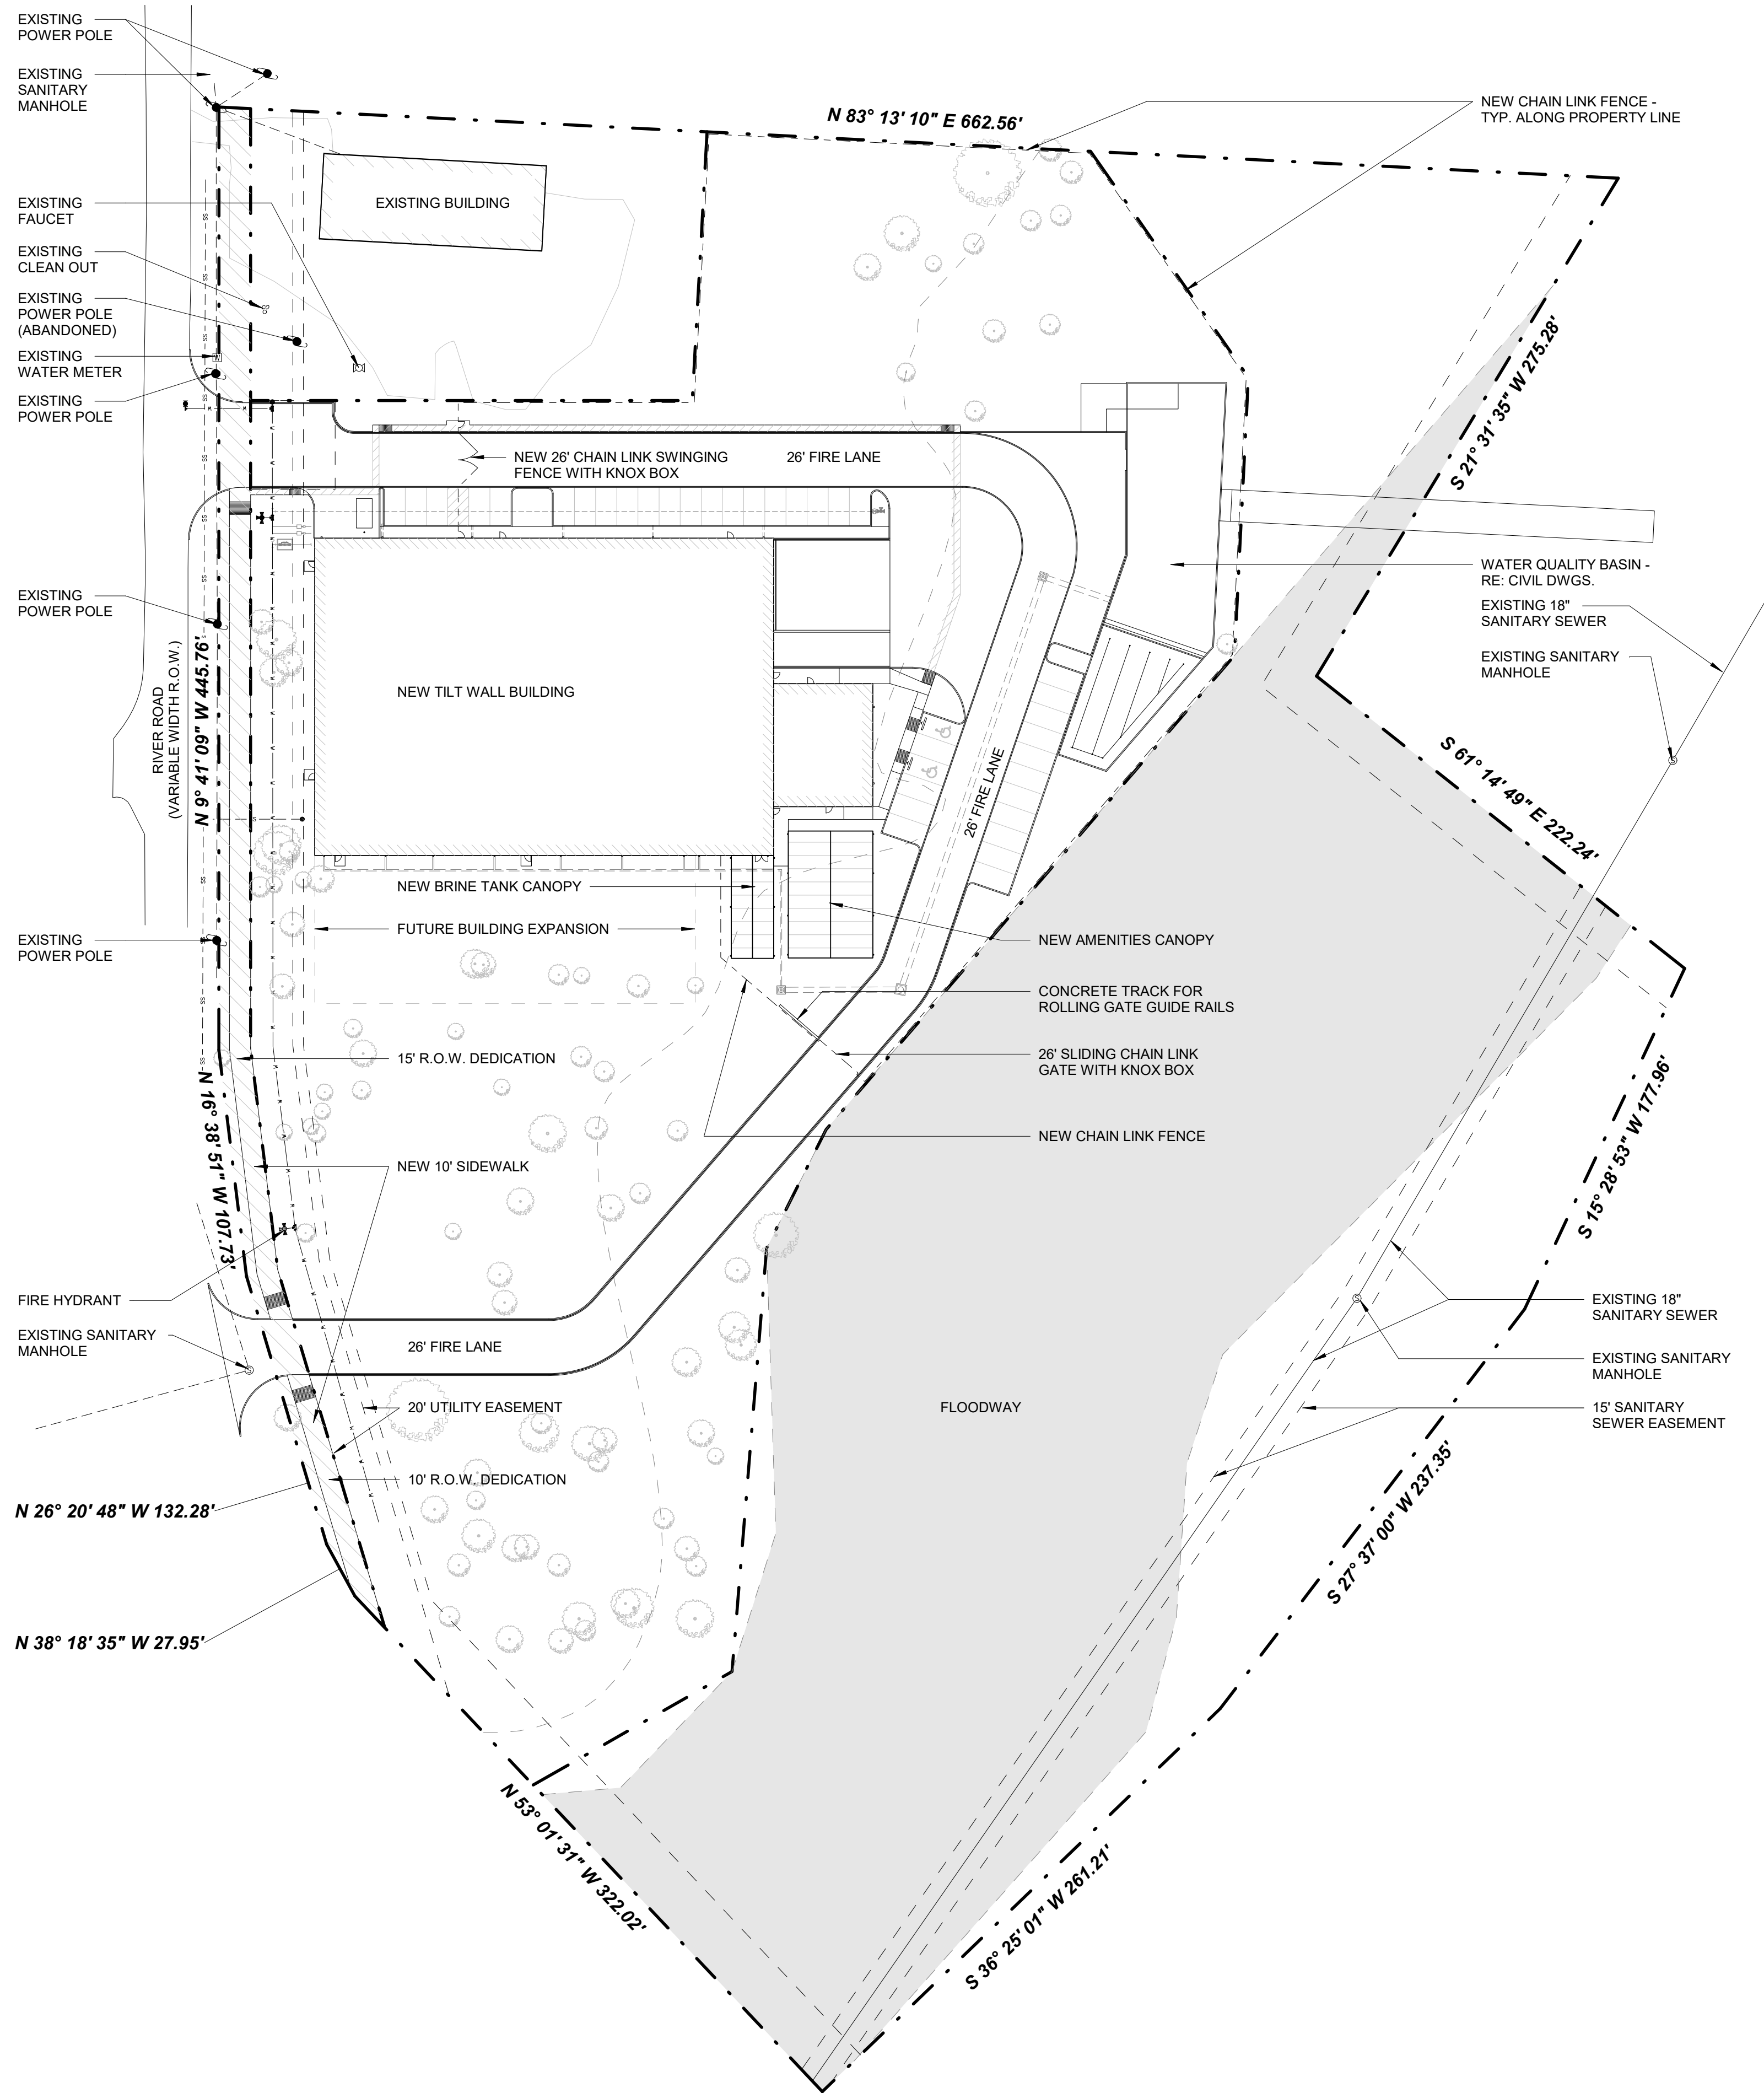 EXISTING
POWER POLE
EXISTING
SANITARY
MANHOLE
N 83° 13' 10" E 662.56'
NEW CHAIN LINK FENCE -
TYP. ALONG PROPERTY LINE
EXISTING
FAUCET
EXISTING BUILDING
EXISTING
CLEAN OUT
EXISTING
POWER POLE
(ABANDONED)
EXISTING
WATER METER
EXISTING
POWER POLE
S 21° 31' 35" W 275.28'
NEW 26' CHAIN LINK SWINGING
FENCE WITH KNOX BOX
26' FIRE LANE
WATER QUALITY BASIN -
RE: CIVIL DWGS.
EXISTING
POWER POLE
EXISTING 18"
SANITARY SEWER
EXISTING SANITARY
MANHOLE
RIVER ROAD
(VARIABLE WIDTH R.O.W.)
N 9° 41' 09" W 445.76'
NEW TILT WALL BUILDING
26' FIRE LANE
S 61° 14' 49" E 222.24'
NEW BRINE TANK CANOPY
FUTURE BUILDING EXPANSION
EXISTING
POWER POLE
NEW AMENITIES CANOPY
CONCRETE TRACK FOR
ROLLING GATE GUIDE RAILS
15' R.O.W. DEDICATION
26' SLIDING CHAIN LINK
GATE WITH KNOX BOX
N 16° 38' 51" W 107.73'
S 15° 28' 53" W 177.96'
NEW CHAIN LINK FENCE
NEW 10' SIDEWALK
FIRE HYDRANT
EXISTING SANITARY
MANHOLE
26' FIRE LANE
EXISTING 18"
SANITARY SEWER
EXISTING SANITARY
MANHOLE
20' UTILITY EASEMENT
FLOODWAY
15' SANITARY
SEWER EASEMENT
10' R.O.W. DEDICATION
N 26° 20' 48" W 132.28'
S 27° 37' 00" W 237.35'
N 38° 18' 35" W 27.95'
N 53° 01' 31" W 322.02'
S 36° 25' 01" W 261.21'